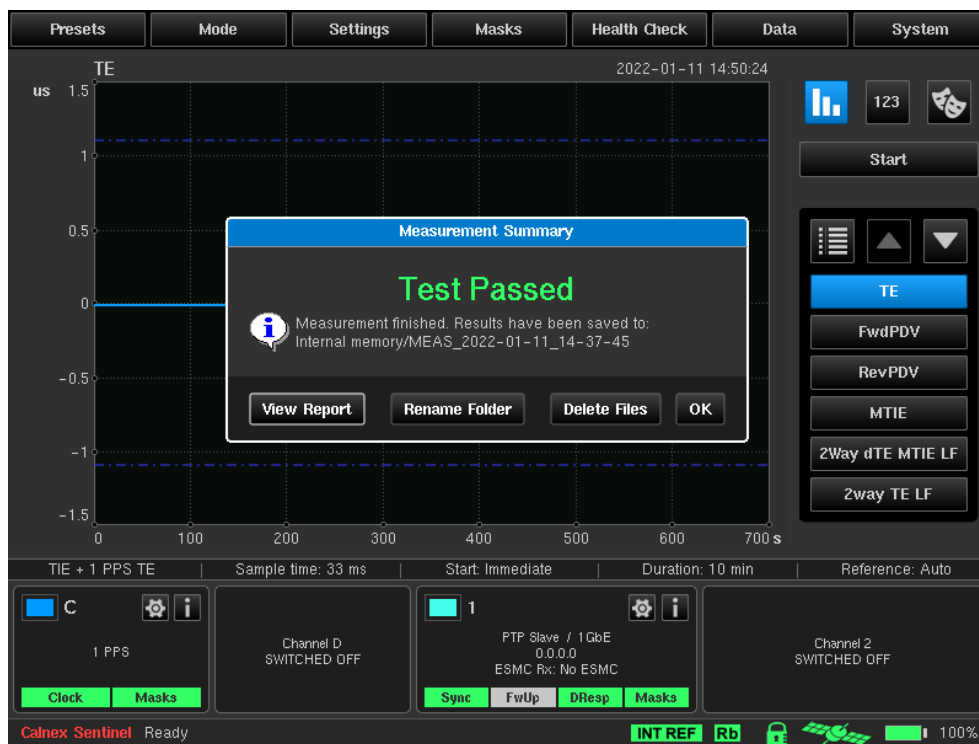 Presets Mode Settings Masks Health Check Data System
TE 2022-01-11 14:50:24
us 1.5
1
0.5
0
-0.5
-1
-1.5
0 100 200 300 400 500 600 700 s
123
Start
TE
FwdPDV
RevPDV
MTIE
2Way dTE MTIE LF
2way TE LF
Measurement Summary
Test Passed
Measurement finished. Results have been saved to:
Internal memory/MEAS_2022-01-11_14-37-45
View Report Rename Folder Delete Files OK
TIE + 1 PPS TE | Sample time: 33 ms | Start: Immediate | Duration: 10 min | Reference: Auto
C
1 PPS
Clock Masks
Channel D
SWITCHED OFF
1
PTP Slave / 1GbE
0.0.0.0
ESMC Rx: No ESMC
Sync FwUp DResp Masks
Channel 2
SWITCHED OFF
Calnex Sentinel Ready INT REF Rb 100%